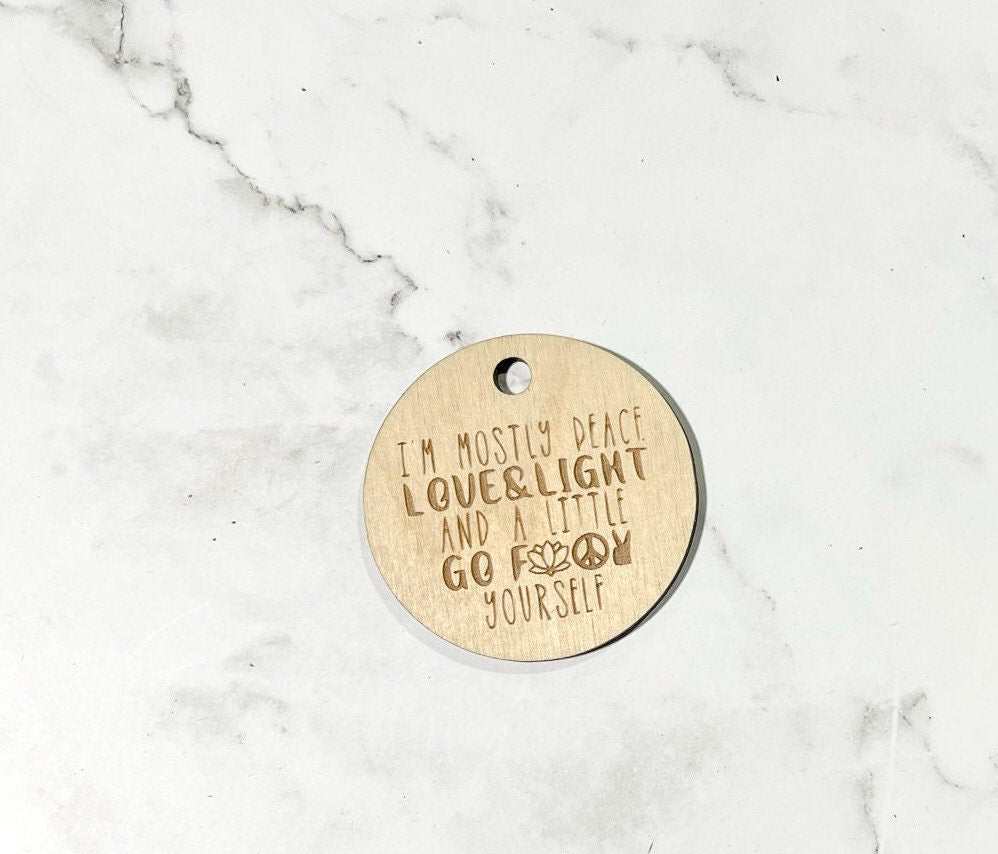 I'M MOSTLY PEACE
LOVE&LIGHT
AND A LITTLE
GO F🪷☮✌
YOURSELF